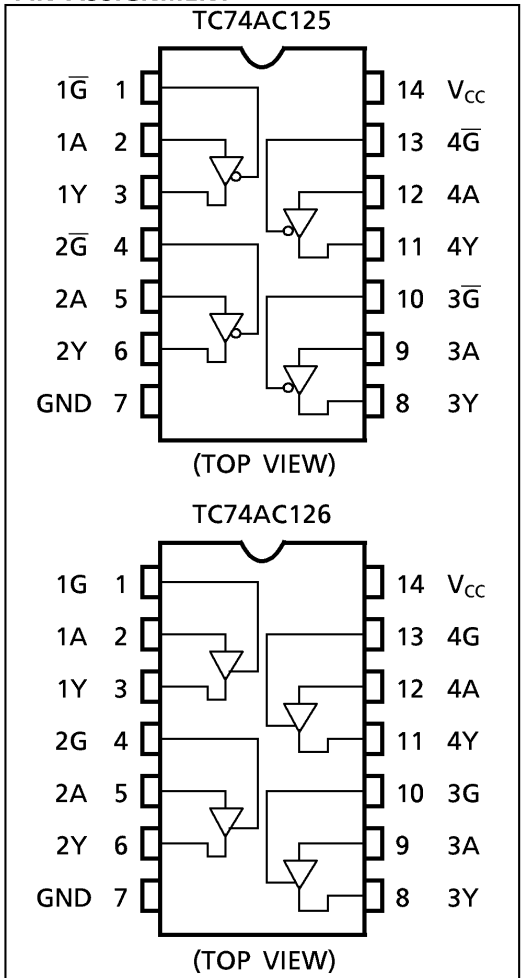 TC74AC125
1G̅ 1 14 VCC
1A 2 13 4G̅
1Y 3 12 4A
2G̅ 4 11 4Y
2A 5 10 3G̅
2Y 6 9 3A
GND 7 8 3Y
(TOP VIEW)
TC74AC126
1G 1 14 VCC
1A 2 13 4G
1Y 3 12 4A
2G 4 11 4Y
2A 5 10 3G
2Y 6 9 3A
GND 7 8 3Y
(TOP VIEW)